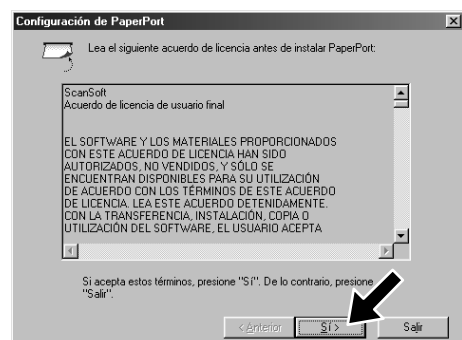 Configuración de PaperPort
Lea el siguiente acuerdo de licencia antes de instalar PaperPort:
ScanSoft
Acuerdo de licencia de usuario final
EL SOFTWARE Y LOS MATERIALES PROPORCIONADOS
CON ESTE ACUERDO DE LICENCIA HAN SIDO
AUTORIZADOS, NO VENDIDOS, Y SÓLO SE
ENCUENTRAN DISPONIBLES PARA SU UTILIZACIÓN
DE ACUERDO CON LOS TÉRMINOS DE ESTE ACUERDO
DE LICENCIA. LEA ESTE ACUERDO DETENIDAMENTE.
CON LA TRANSFERENCIA, INSTALACIÓN, COPIA O
UTILIZACIÓN DEL SOFTWARE, EL USUARIO ACEPTA
Si acepta estos términos, presione "Sí". De lo contrario, presione
"Salir".
< Anterior Sí > Salir